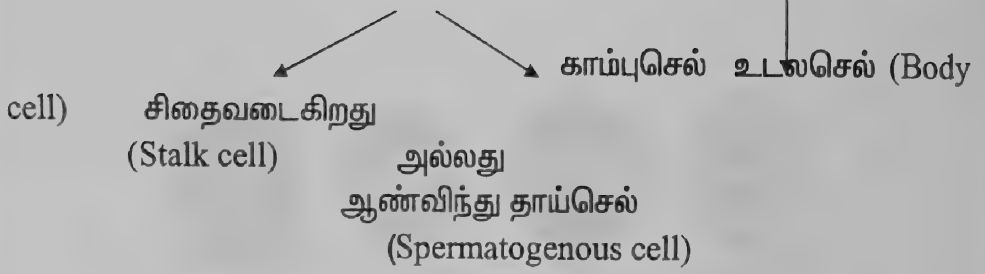 காம்புசெல் உடலசெல் (Body
cell) சிதைவடைகிறது
(Stalk cell) அல்லது
ஆண்விந்து தாய்செல்
(Spermatogenous cell)